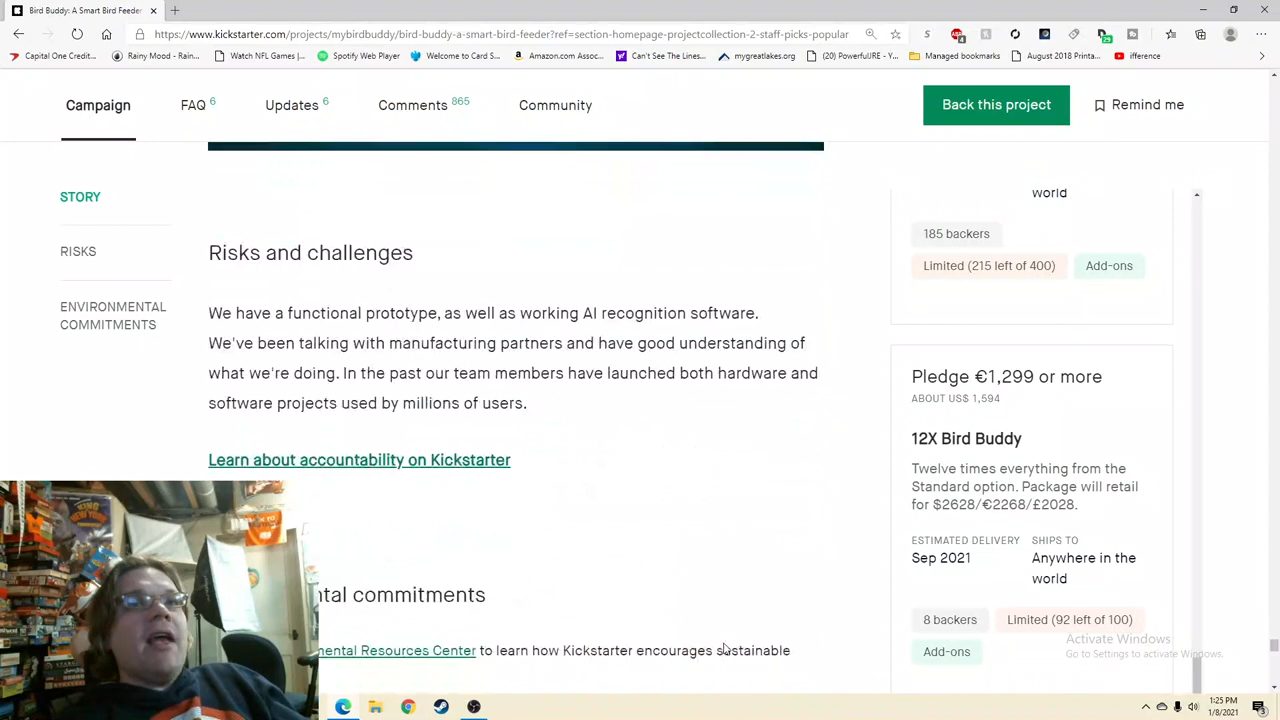 Bird Buddy: A Smart Bird Feeder
https://www.kickstarter.com/projects/mybirdbuddy/bird-buddy-a-smart-bird-feeder?ref=section-homepage-projectcollection-2-staff-picks-popular
Capital One Credit...
Rainy Mood - Rain...
Watch NFL Games |...
Spotify Web Player
Welcome to Card S...
Amazon.com Assoc...
Can't See The Lines...
mygreatlakes.org
(20) PowerfulJRE - Y...
Managed bookmarks
August 2018 Printa...
ifference
Campaign
FAQ 6
Updates 6
Comments 865
Community
Back this project
Remind me
STORY
RISKS
ENVIRONMENTAL
COMMITMENTS
Risks and challenges
We have a functional prototype, as well as working AI recognition software.
We've been talking with manufacturing partners and have good understanding of
what we're doing. In the past our team members have launched both hardware and
software projects used by millions of users.
Learn about accountability on Kickstarter
ntal commitments
mental Resources Center to learn how Kickstarter encourages sustainable
world
185 backers
Limited (215 left of 400)
Add-ons
Pledge €1,299 or more
ABOUT US$ 1,594
12X Bird Buddy
Twelve times everything from the
Standard option. Package will retail
for $2628/€2268/£2028.
ESTIMATED DELIVERY
Sep 2021
SHIPS TO
Anywhere in the
world
8 backers
Limited (92 left of 100)
Add-ons
Activate Windows
Go to Settings to activate Windows.
KING
NEW YORK
1:25 PM
1/8/2021